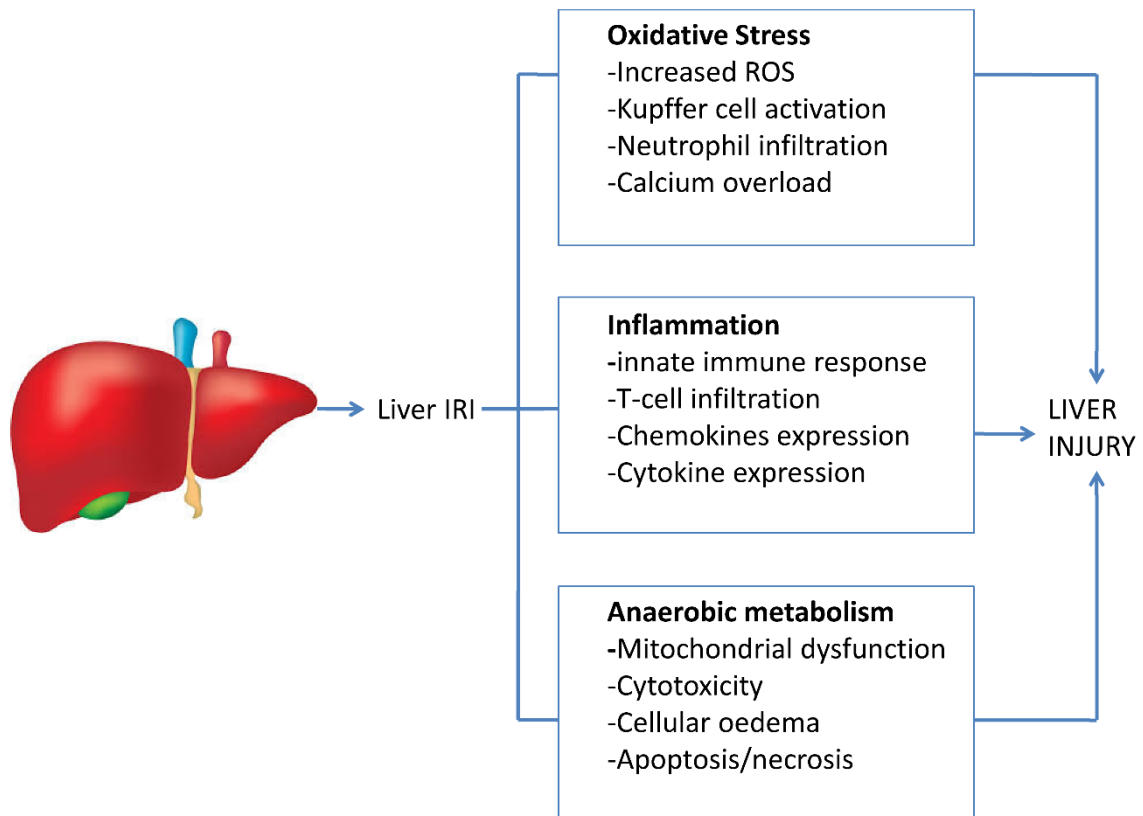 Oxidative Stress
-Increased ROS
-Kupffer cell activation
-Neutrophil infiltration
-Calcium overload
Liver IRI
Inflammation
-innate immune response
-T-cell infiltration
-Chemokines expression
-Cytokine expression
Anaerobic metabolism
-Mitochondrial dysfunction
-Cytotoxicity
-Cellular oedema
-Apoptosis/necrosis
LIVER
INJURY